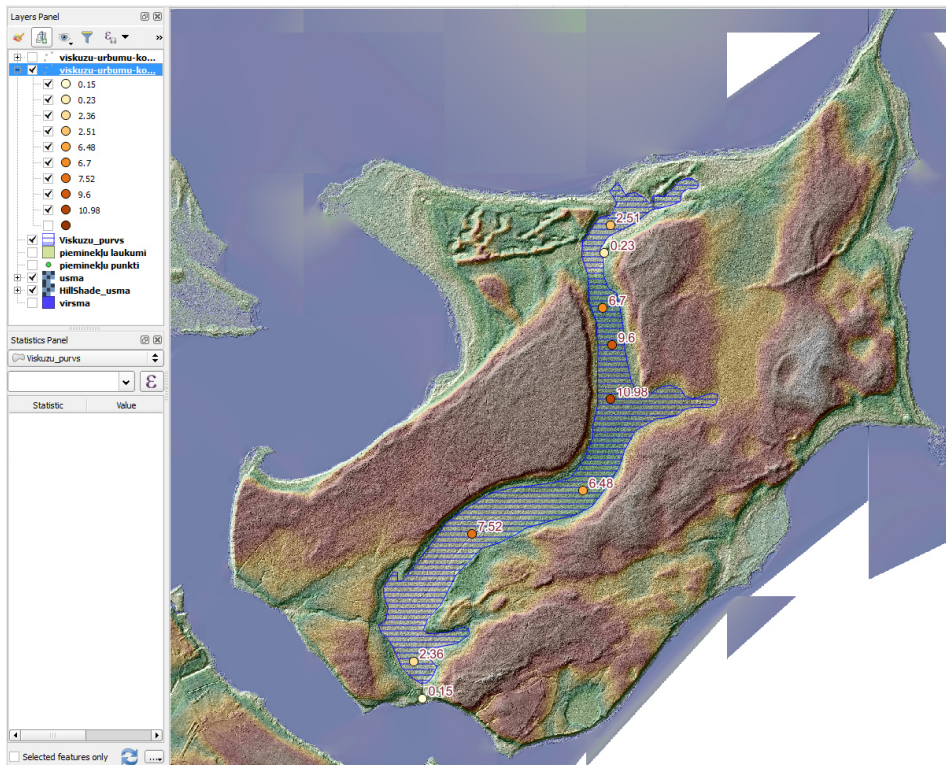 Layers Panel
viskuzu-urbumu-ko...
viskuzu-urbumu-ko...
0.15
0.23
2.36
2.51
6.48
6.7
7.52
9.6
10.98
Viskuzu_purvs
piemineкļu laukumi
pieminekļu punkti
usma
HillShade_usma
virsma
Statistics Panel
Viskuzu_purvs
ε
Statistic Value
Selected features only
...
2.51
0.23
6.7
9.6
10.98
6.48
7.52
2.36
0.15